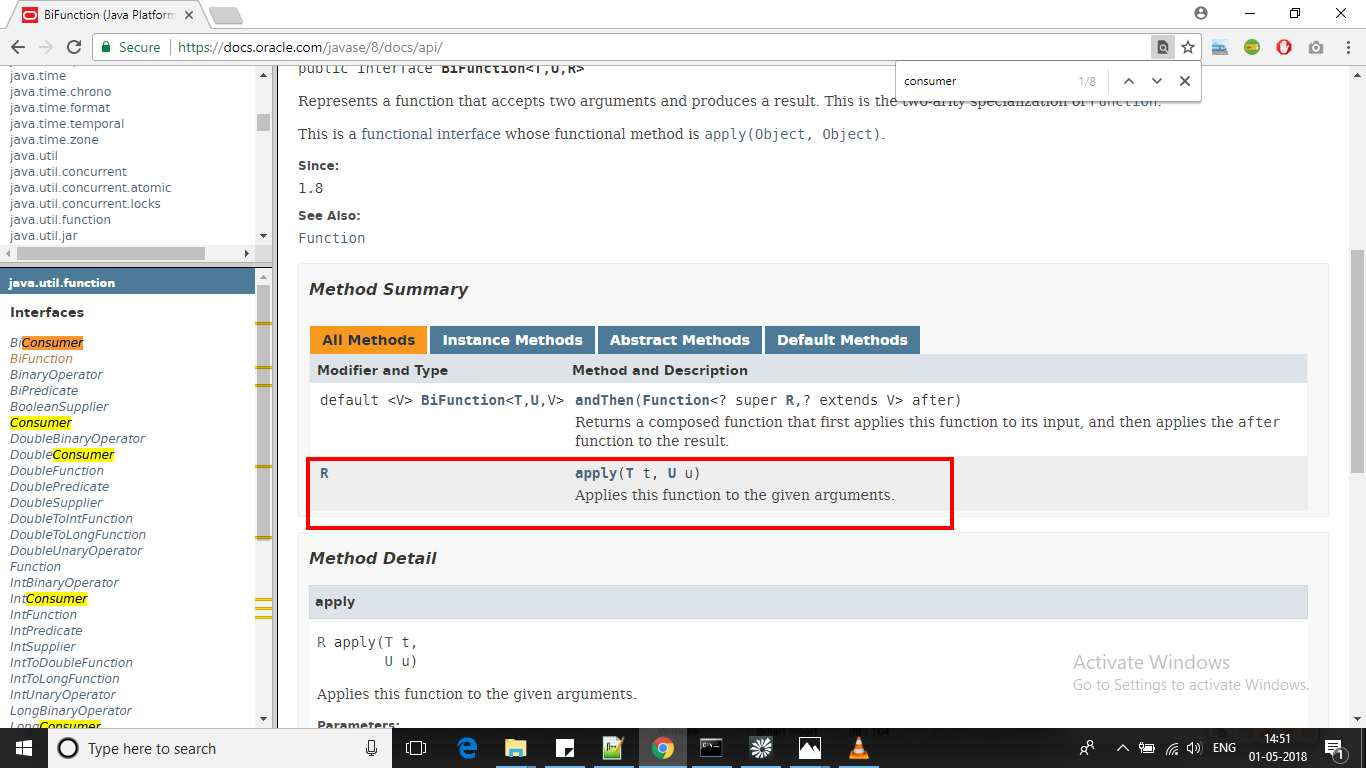 BiFunction (Java Platform
Secure
https://docs.oracle.com/javase/8/docs/api/
consumer
1/8
java.time
java.time.chrono
java.time.format
java.time.temporal
java.time.zone
java.util
java.util.concurrent
java.util.concurrent.atomic
java.util.concurrent.locks
java.util.function
java.util.jar
java.util.function
Interfaces
BiConsumer
BiFunction
BinaryOperator
BiPredicate
BooleanSupplier
Consumer
DoubleBinaryOperator
DoubleConsumer
DoubleFunction
DoublePredicate
DoubleSupplier
DoubleToIntFunction
DoubleToLongFunction
DoubleUnaryOperator
Function
IntBinaryOperator
IntConsumer
IntFunction
IntPredicate
IntSupplier
IntToDoubleFunction
IntToLongFunction
IntUnaryOperator
LongBinaryOperator
LongConsumer
public interface BiFunction<T,U,R>
Represents a function that accepts two arguments and produces a result. This is the two-arity specialization of Function.
This is a functional interface whose functional method is apply(Object, Object).
Since:
1.8
See Also:
Function
Method Summary
All Methods Instance Methods Abstract Methods Default Methods
Modifier and Type Method and Description
default <V> BiFunction<T,U,V> andThen(Function<? super R,? extends V> after)
Returns a composed function that first applies this function to its input, and then applies the after
function to the result.
R apply(T t, U u)
Applies this function to the given arguments.
Method Detail
apply
R apply(T t,
U u)
Applies this function to the given arguments.
Parameters:
Activate Windows
Go to Settings to activate Windows.
Type here to search
ENG
14:51
01-05-2018
1